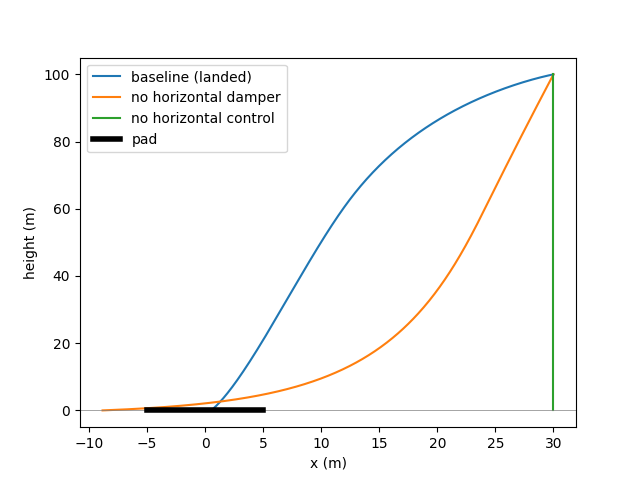 baseline (landed)
no horizontal damper
no horizontal control
pad
height (m)
100
80
60
40
20
0
−10
−5
0
5
10
15
20
25
30
x (m)